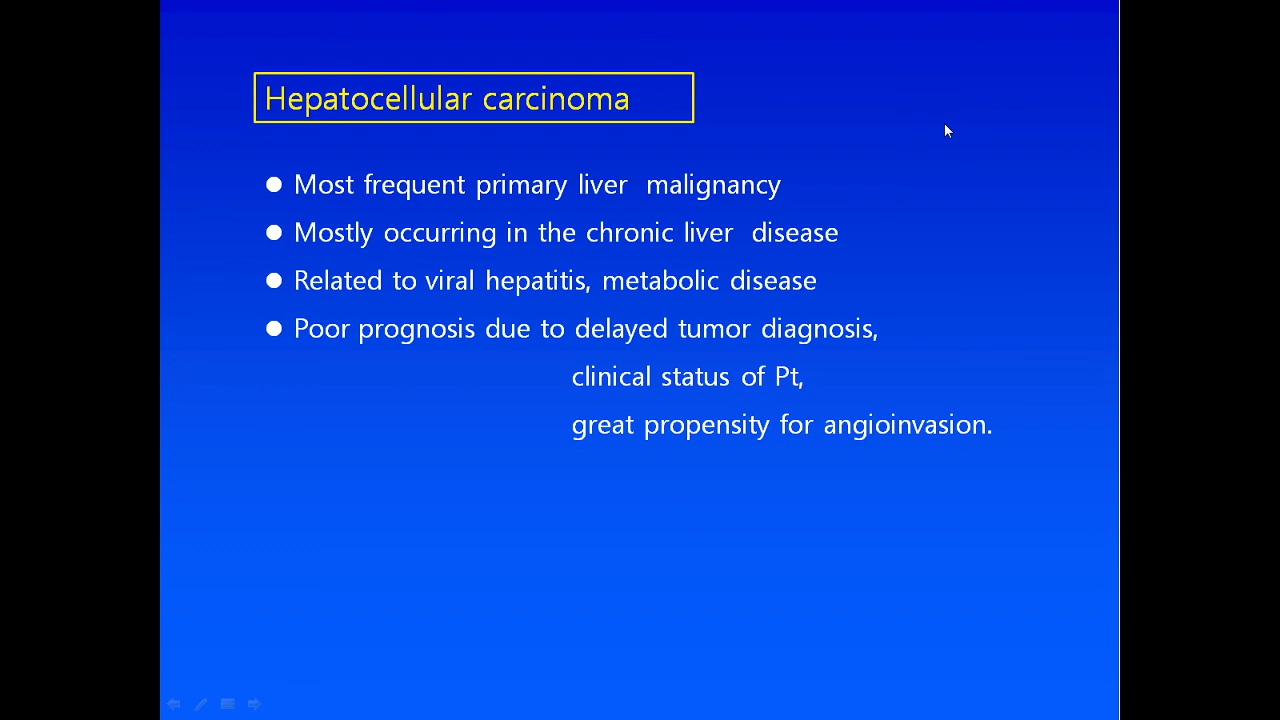 Hepatocellular carcinoma
● Most frequent primary liver malignancy
● Mostly occurring in the chronic liver disease
● Related to viral hepatitis, metabolic disease
● Poor prognosis due to delayed tumor diagnosis,
clinical status of Pt,
great propensity for angioinvasion.